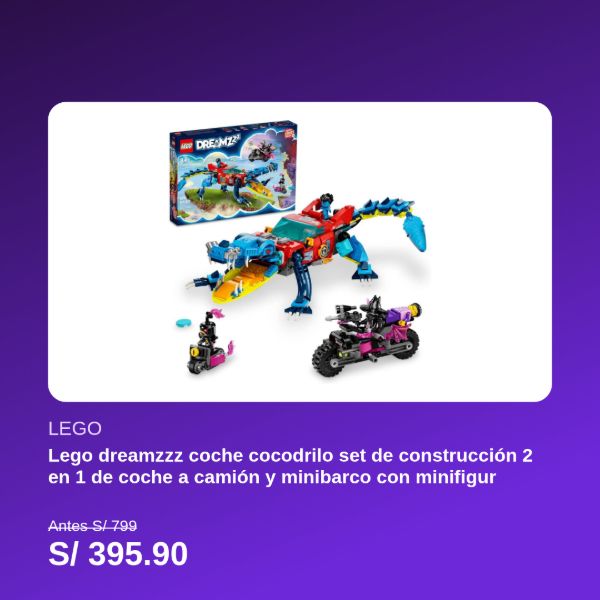 LEGO
DREAMZzz
LEGO
Lego dreamzzz coche cocodrilo set de construcción 2
en 1 de coche a camión y minibarco con minifigur
Antes S/ 799
S/ 395.90